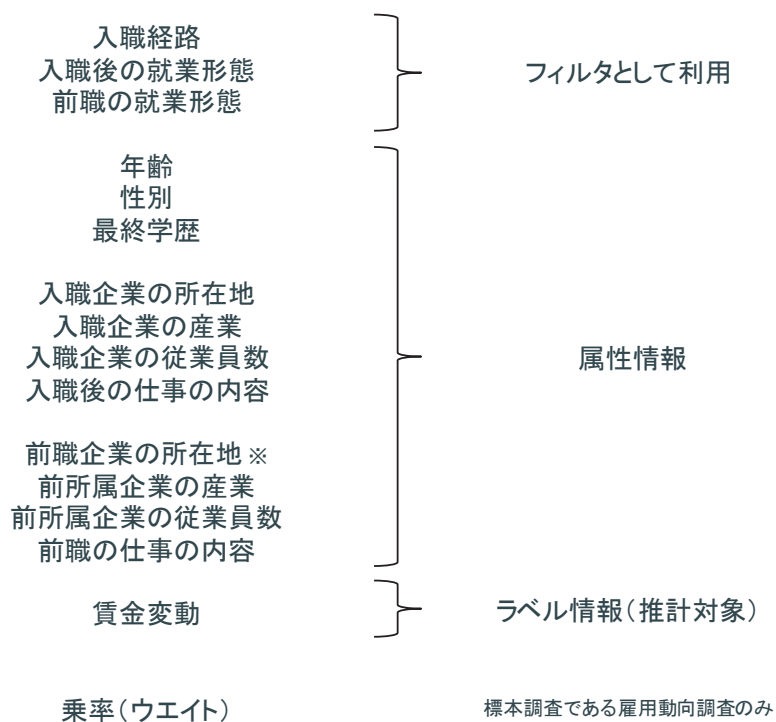 入職経路
入職後の就業形態
前職の就業形態
フィルタとして利用
年齢
性別
最終学歴
入職企業の所在地
入職企業の産業
入職企業の従業員数
入職後の仕事の内容
前職企業の所在地※
前所属企業の産業
前所属企業の従業員数
前職の仕事の内容
属性情報
賃金変動
ラベル情報(推計対象)
乗率(ウエイト)
標本調査である雇用動向調査のみ